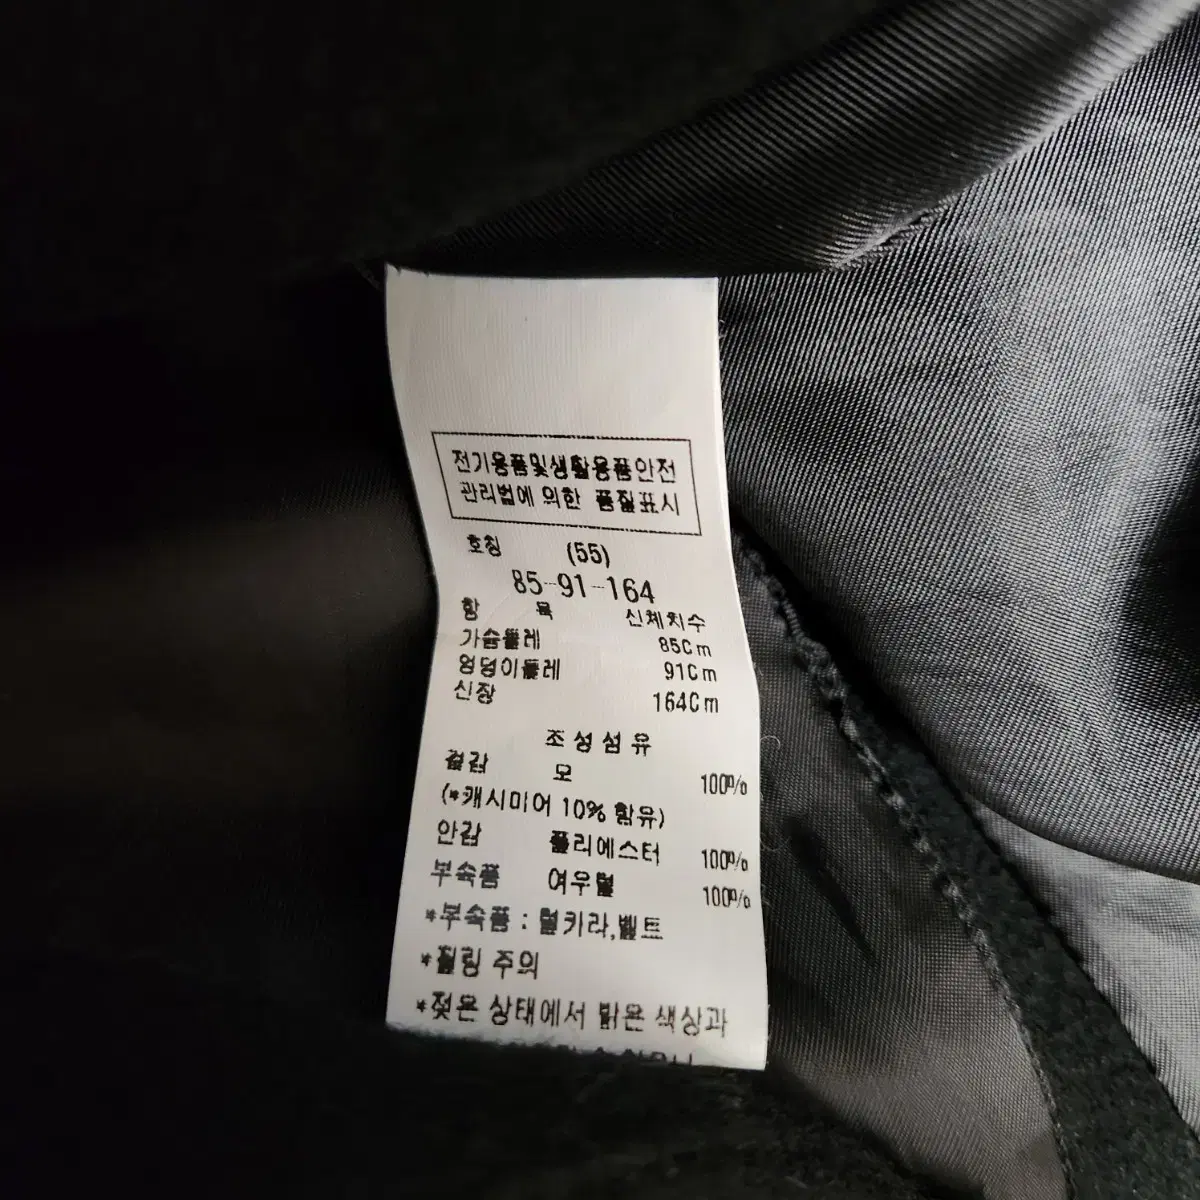 전기용품및생활용품안전
관리법에 의한 품질표시
호칭 (55)
85-91-164
항 목 신체치수
가슴둘레 85Cm
엉덩이둘레 91Cm
신장 164Cm
조성섬유
겉감 모 100%
(*캐시미어 10% 함유)
안감 폴리에스터 100%
부속품 여우털 100%
*부속품 : 털카라,벨트
*필링 주의
*젖은 상태에서 밝은 색상과